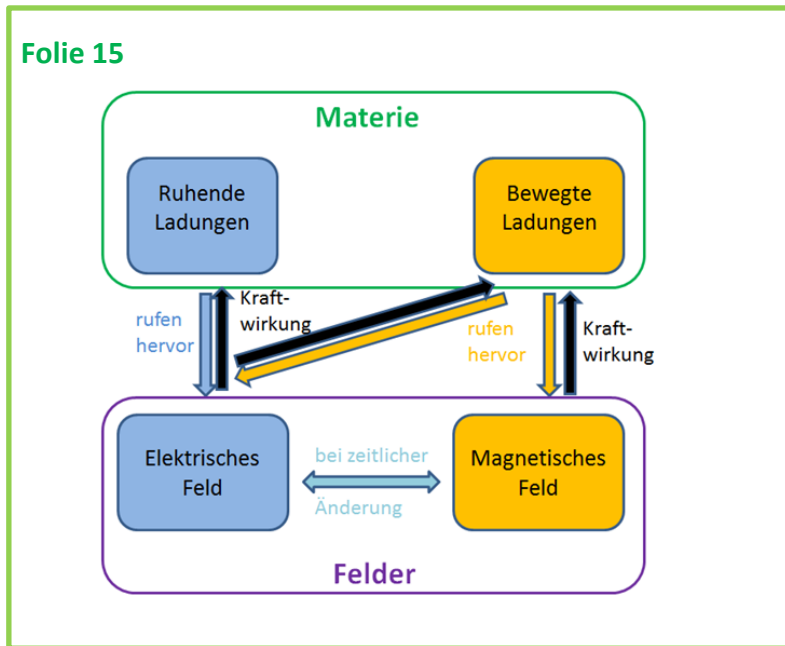 Folie 15
Materie
Ruhende
Ladungen
Bewegte
Ladungen
rufen
hervor
Kraft-
wirkung
rufen
hervor
Kraft-
wirkung
Elektrisches
Feld
bei zeitlicher
Änderung
Magnetisches
Feld
Felder